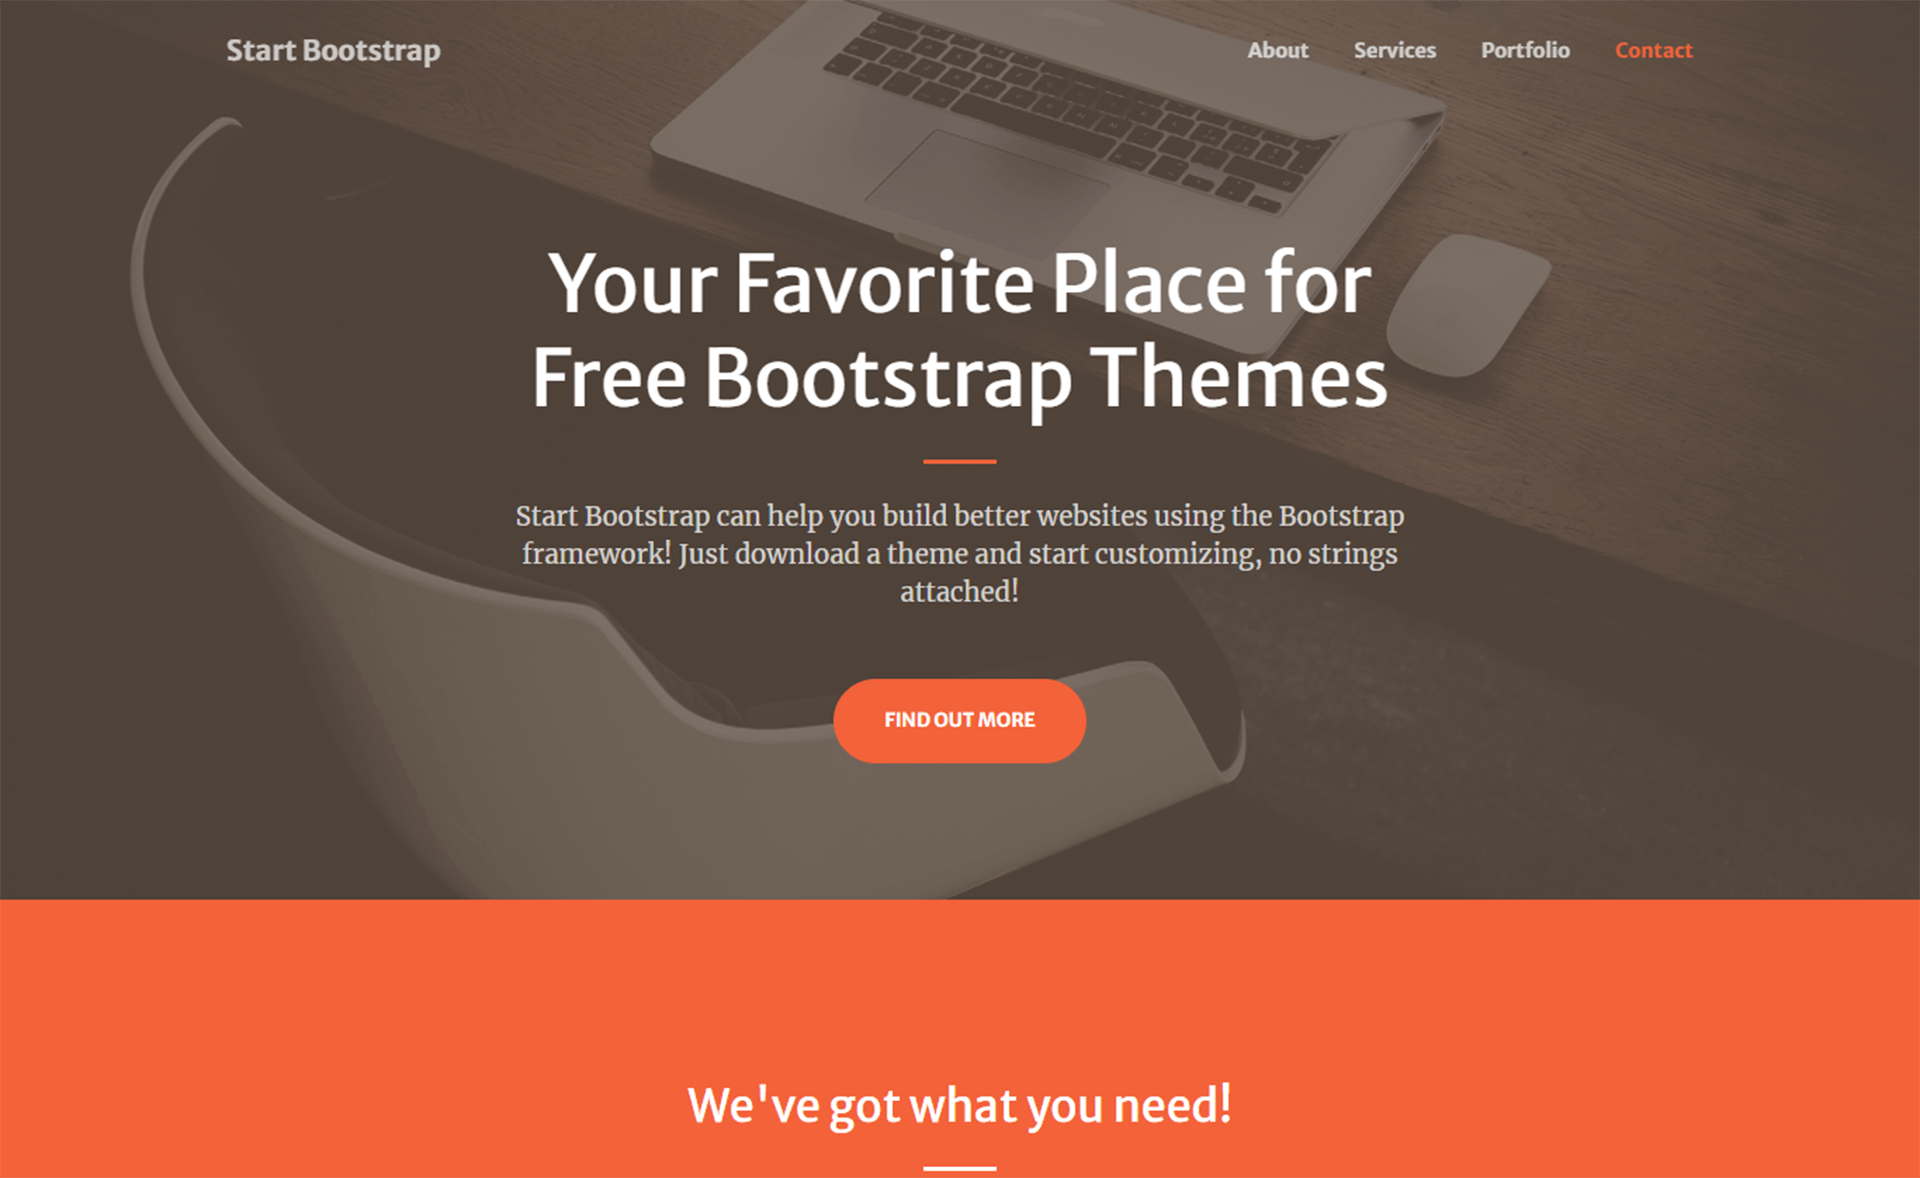 Start Bootstrap
About Services Portfolio Contact
Your Favorite Place for
Free Bootstrap Themes
Start Bootstrap can help you build better websites using the Bootstrap
framework! Just download a theme and start customizing, no strings
attached!
FIND OUT MORE
We've got what you need!